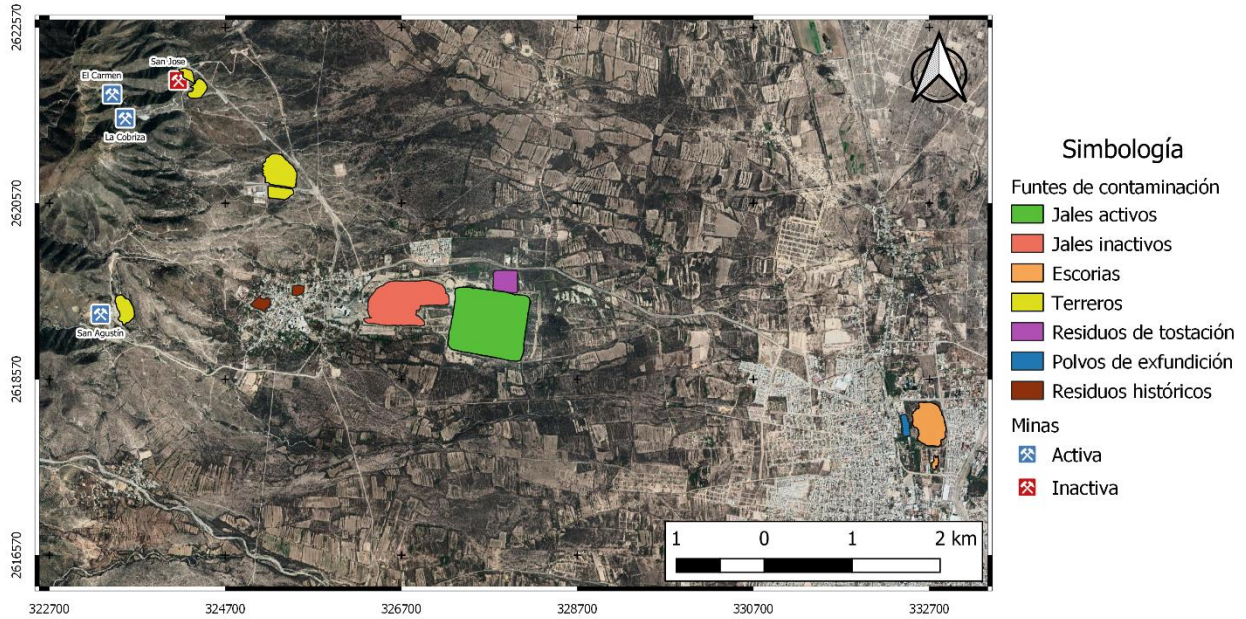 2622570
2620570
2618570
2616570
San Jose
El Carmen
La Cobriza
San Agustín
1 0 1 2 km
322700 324700 326700 328700 330700 332700
Simbología
Funtes de contaminación
Jales activos
Jales inactivos
Escorias
Terreros
Residuos de tostación
Polvos de exfundición
Residuos históricos
Minas
Activa
Inactiva